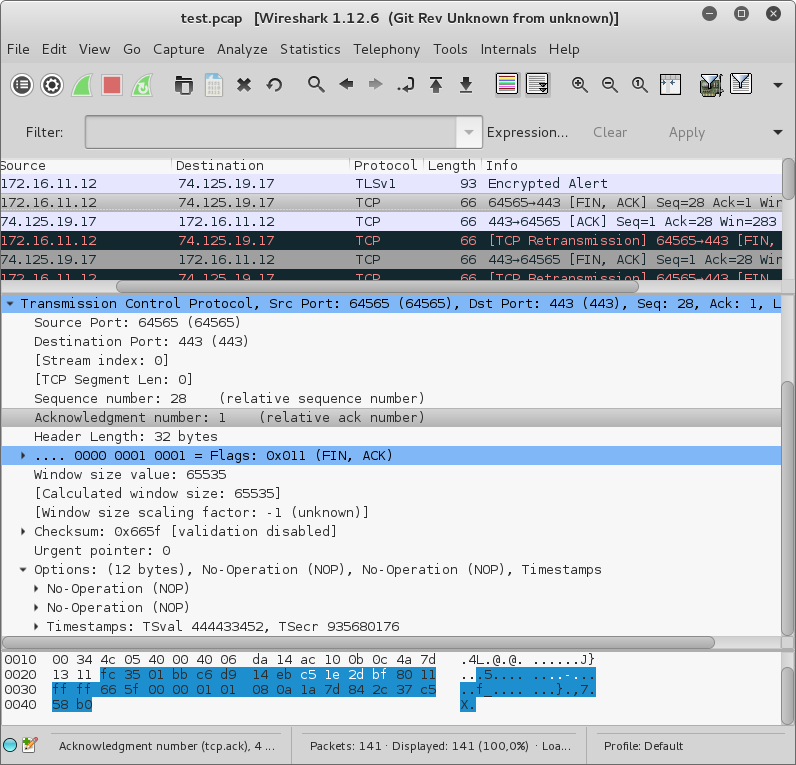 test.pcap [Wireshark 1.12.6 (Git Rev Unknown from unknown)]
File Edit View Go Capture Analyze Statistics Telephony Tools Internals Help
Filter: Expression... Clear Apply
Source Destination Protocol Length Info
172.16.11.12 74.125.19.17 TLSv1 93 Encrypted Alert
172.16.11.12 74.125.19.17 TCP 66 64565→443 [FIN, ACK] Seq=28 Ack=1 Win
74.125.19.17 172.16.11.12 TCP 66 443→64565 [ACK] Seq=1 Ack=28 Win=283
172.16.11.12 74.125.19.17 TCP 66 [TCP Retransmission] 64565→443 [FIN,
74.125.19.17 172.16.11.12 TCP 66 443→64565 [FIN, ACK] Seq=1 Ack=28 Win
172.16.11.12 74.125.19.17 TCP 66 [TCP Retransmission] 64565→443 [FIN
Transmission Control Protocol, Src Port: 64565 (64565), Dst Port: 443 (443), Seq: 28, Ack: 1, L
Source Port: 64565 (64565)
Destination Port: 443 (443)
[Stream index: 0]
[TCP Segment Len: 0]
Sequence number: 28 (relative sequence number)
Acknowledgment number: 1 (relative ack number)
Header Length: 32 bytes
.... 0000 0001 0001 = Flags: 0x011 (FIN, ACK)
Window size value: 65535
[Calculated window size: 65535]
[Window size scaling factor: -1 (unknown)]
Checksum: 0x665f [validation disabled]
Urgent pointer: 0
Options: (12 bytes), No-Operation (NOP), No-Operation (NOP), Timestamps
No-Operation (NOP)
No-Operation (NOP)
Timestamps: TSval 444433452, TSecr 935680176
0010 00 34 4c 05 40 00 40 06 da 14 ac 10 0b 0c 4a 7d .4L.@.@. ......J}
0020 13 11 fc 35 01 bb c6 d9 14 eb c5 1e 2d bf 80 11 ...5.... ....-...
0030 ff ff 66 5f 00 00 01 01 08 0a 1a 7d 84 2c 37 c5 ..f_.... ...}.,7.
0040 58 b0 X.
Acknowledgment number (tcp.ack), 4 ... Packets: 141 · Displayed: 141 (100,0%) · Loa... Profile: Default